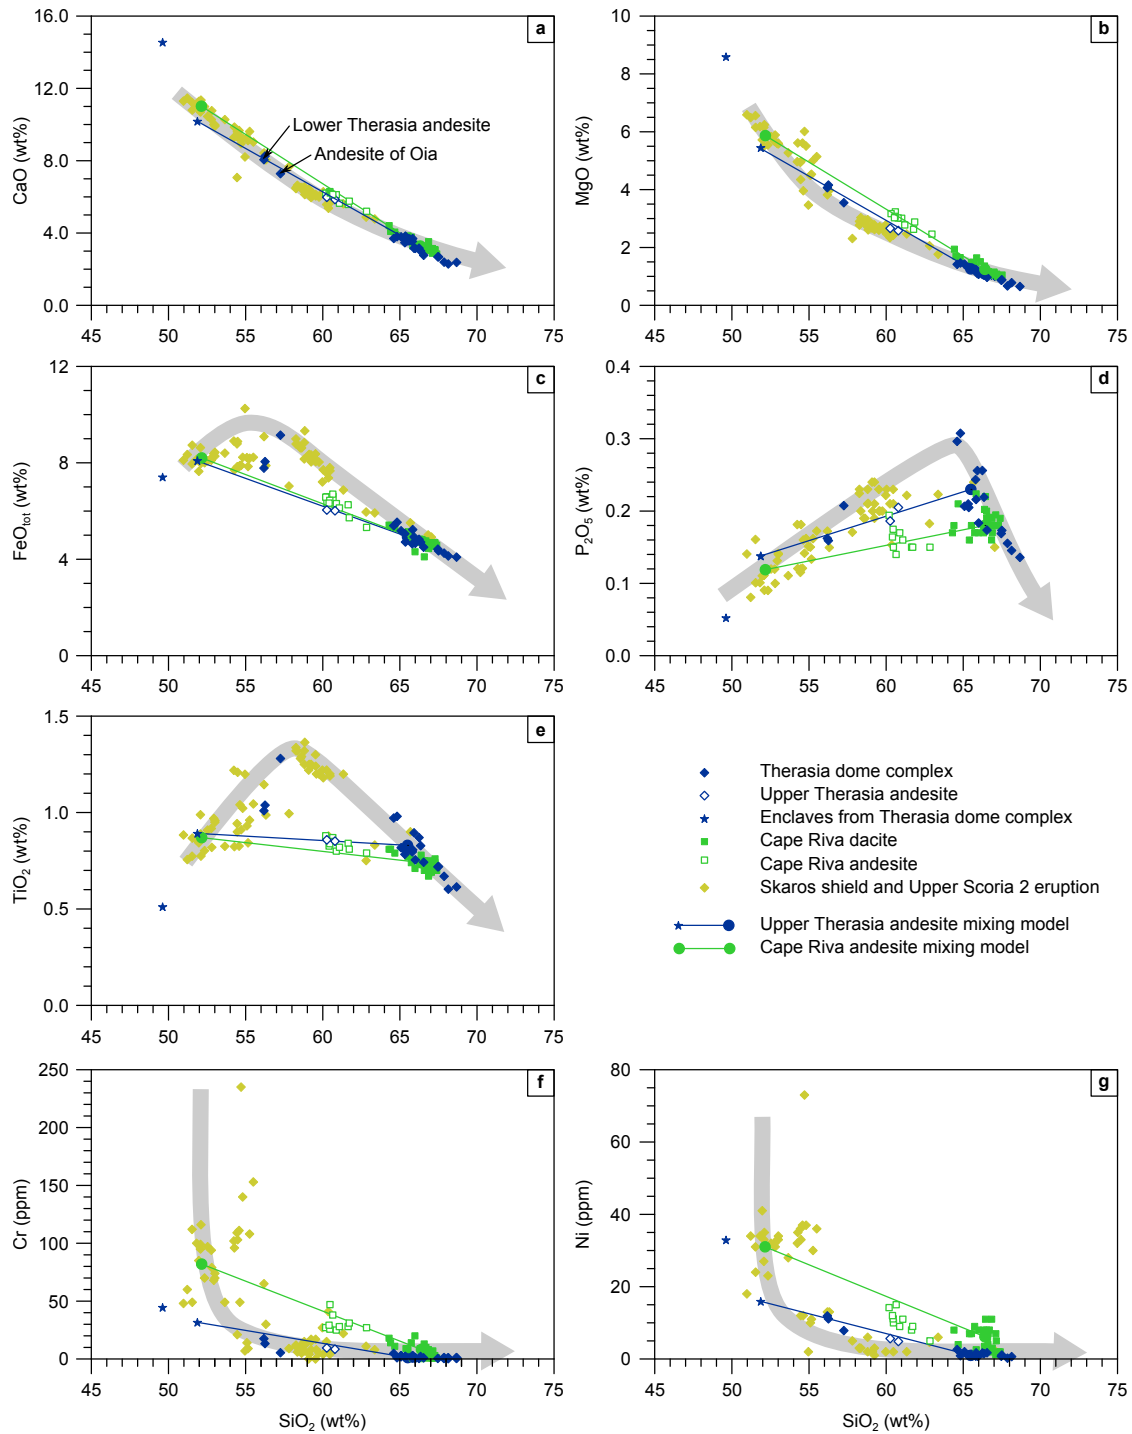 16.0
12.0
8.0
4.0
0.0
CaO (wt%)
a
Lower Therasia andesite
Andesite of Oia
45 50 55 60 65 70 75
10
8
6
4
2
0
MgO (wt%)
b
45 50 55 60 65 70 75
12
8
4
0
FeOtot (wt%)
c
45 50 55 60 65 70 75
0.4
0.3
0.2
0.1
0.0
P2O5 (wt%)
d
45 50 55 60 65 70 75
1.5
1.0
0.5
0.0
TiO2 (wt%)
e
45 50 55 60 65 70 75
Therasia dome complex
Upper Therasia andesite
Enclaves from Therasia dome complex
Cape Riva dacite
Cape Riva andesite
Skaros shield and Upper Scoria 2 eruption
Upper Therasia andesite mixing model
Cape Riva andesite mixing model
250
200
150
100
50
0
Cr (ppm)
f
45 50 55 60 65 70 75
SiO2 (wt%)
80
60
40
20
0
Ni (ppm)
g
45 50 55 60 65 70 75
SiO2 (wt%)